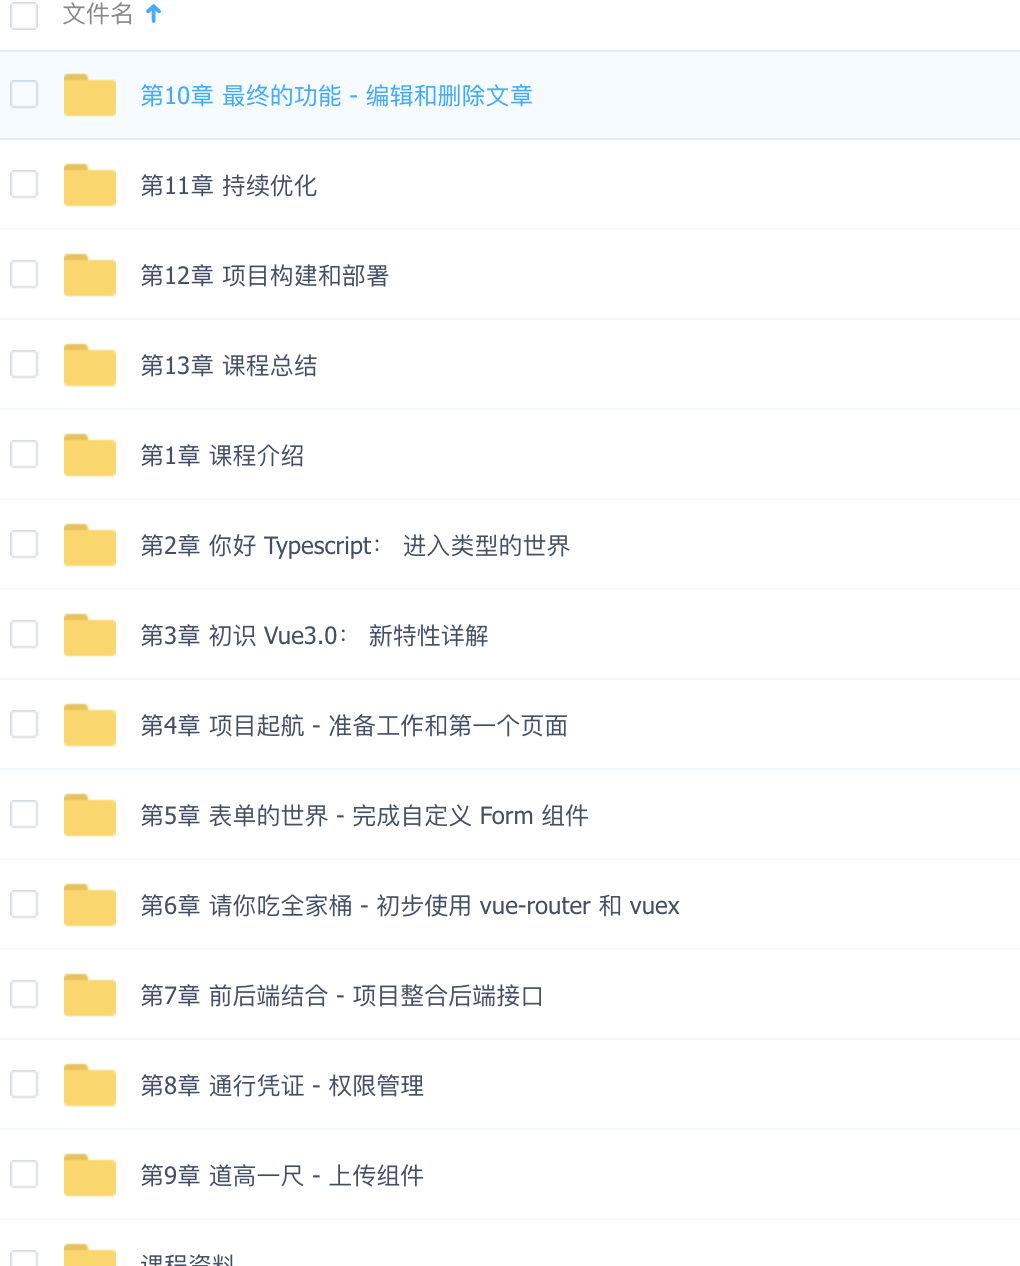 文件名
第10章 最终的功能 - 编辑和删除文章
第11章 持续优化
第12章 项目构建和部署
第13章 课程总结
第1章 课程介绍
第2章 你好 Typescript： 进入类型的世界
第3章 初识 Vue3.0： 新特性详解
第4章 项目起航 - 准备工作和第一个页面
第5章 表单的世界 - 完成自定义 Form 组件
第6章 请你吃全家桶 - 初步使用 vue-router 和 vuex
第7章 前后端结合 - 项目整合后端接口
第8章 通行凭证 - 权限管理
第9章 道高一尺 - 上传组件
课程资料